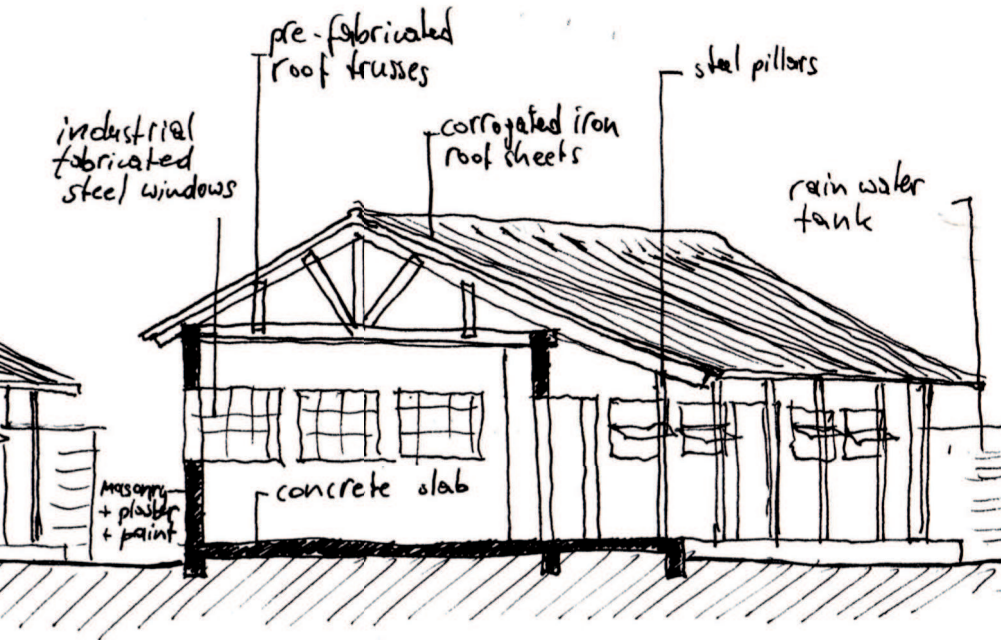 pre-fabricated
roof trusses
steel pillars
industrial
fabricated
steel windows
corrogated iron
roof sheets
rain water
tank
masonry
+ plaster
+ paint
concrete slab